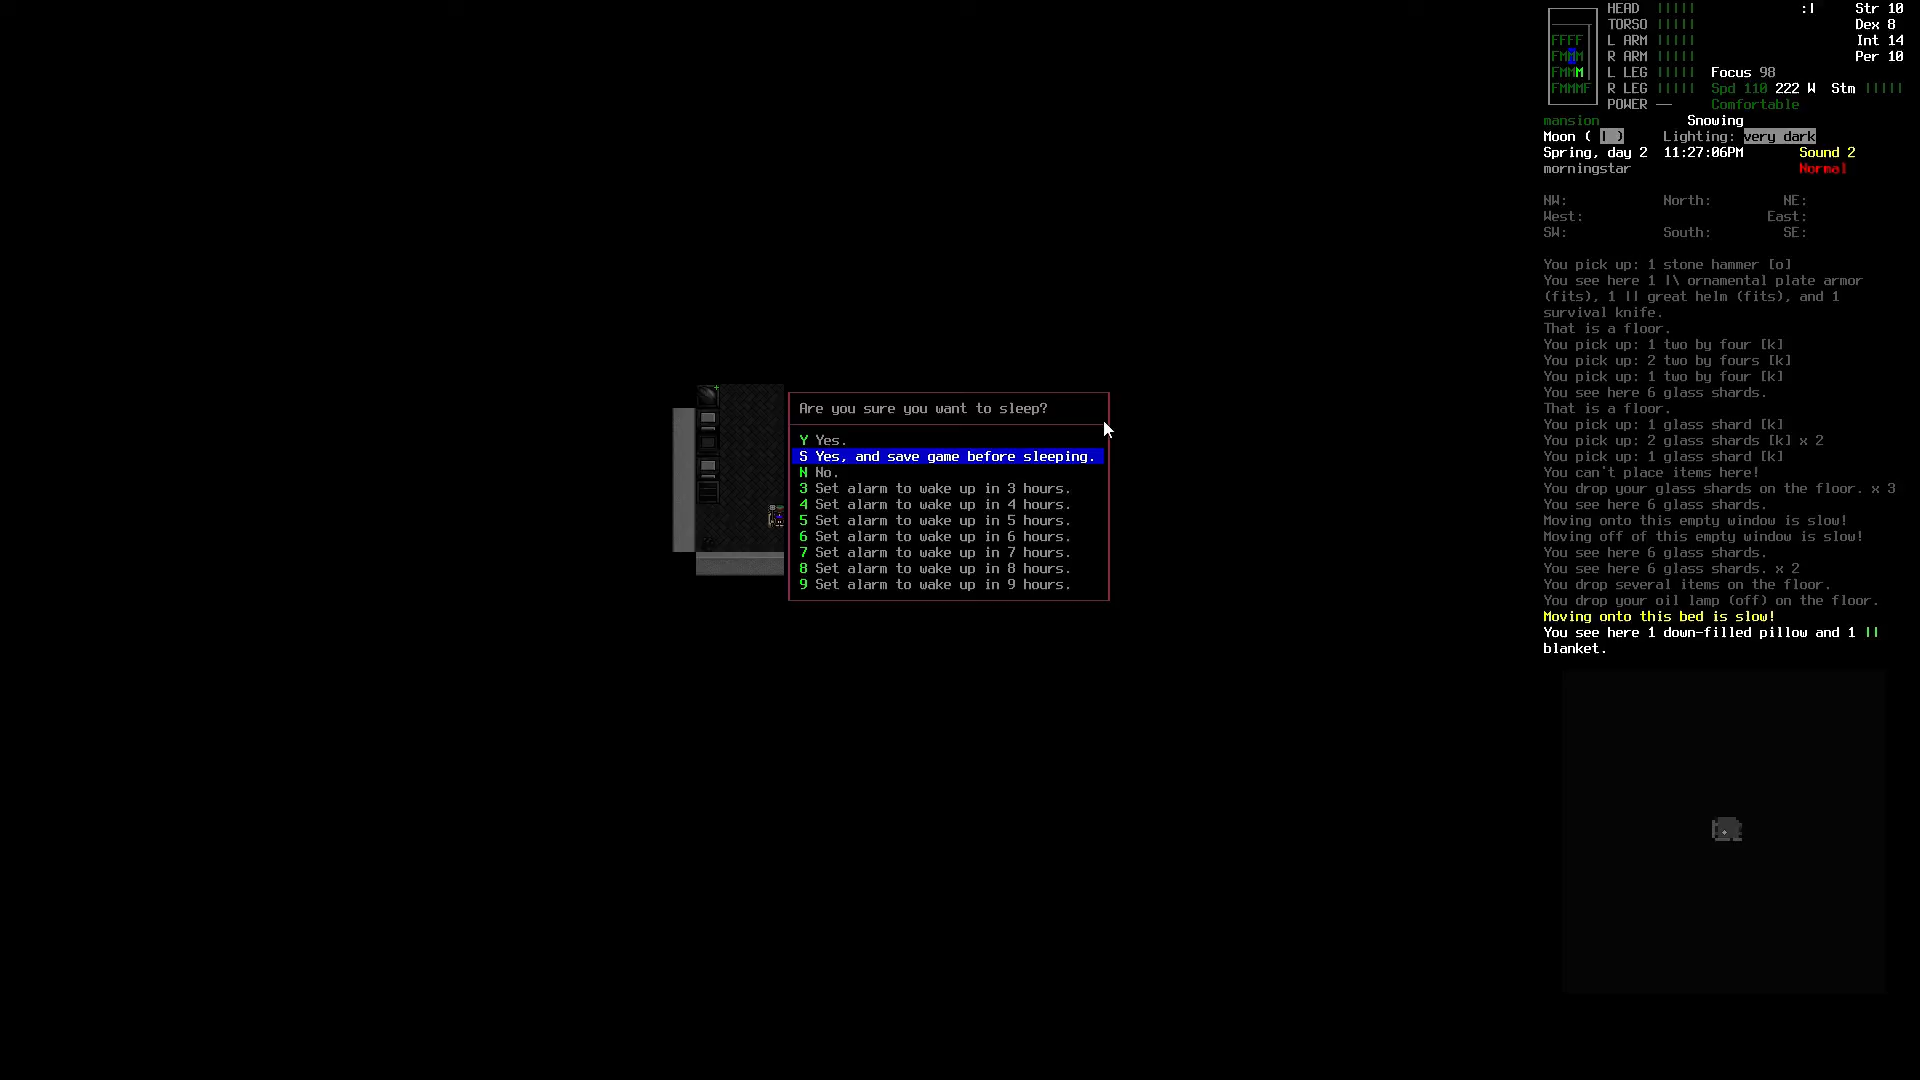 HEAD ||||| :| Str 10
TORSO ||||| Dex 8
FFFF L ARM ||||| Int 14
FMMM R ARM ||||| Per 10
FMMM L LEG ||||| Focus 98
FMMMF R LEG ||||| Spd 110 222 W Stm |||||
POWER — Comfortable
mansion Snowing
Moon ( | ) Lighting: very dark
Spring, day 2 11:27:06PM Sound 2
morningstar Normal
NW: North: NE:
West: East:
SW: South: SE:
You pick up: 1 stone hammer [o]
You see here 1 |\ ornamental plate armor
(fits), 1 || great helm (fits), and 1
survival knife.
That is a floor.
You pick up: 1 two by four [k]
You pick up: 2 two by fours [k]
You pick up: 1 two by four [k]
You see here 6 glass shards.
That is a floor.
You pick up: 1 glass shard [k]
You pick up: 2 glass shards [k] x 2
You pick up: 1 glass shard [k]
You can't place items here!
You drop your glass shards on the floor. x 3
You see here 6 glass shards.
Moving onto this empty window is slow!
Moving off of this empty window is slow!
You see here 6 glass shards.
You see here 6 glass shards. x 2
You drop several items on the floor.
You drop your oil lamp (off) on the floor.
Moving onto this bed is slow!
You see here 1 down-filled pillow and 1 ||
blanket.
Are you sure you want to sleep?
Y Yes.
S Yes, and save game before sleeping.
N No.
3 Set alarm to wake up in 3 hours.
4 Set alarm to wake up in 4 hours.
5 Set alarm to wake up in 5 hours.
6 Set alarm to wake up in 6 hours.
7 Set alarm to wake up in 7 hours.
8 Set alarm to wake up in 8 hours.
9 Set alarm to wake up in 9 hours.